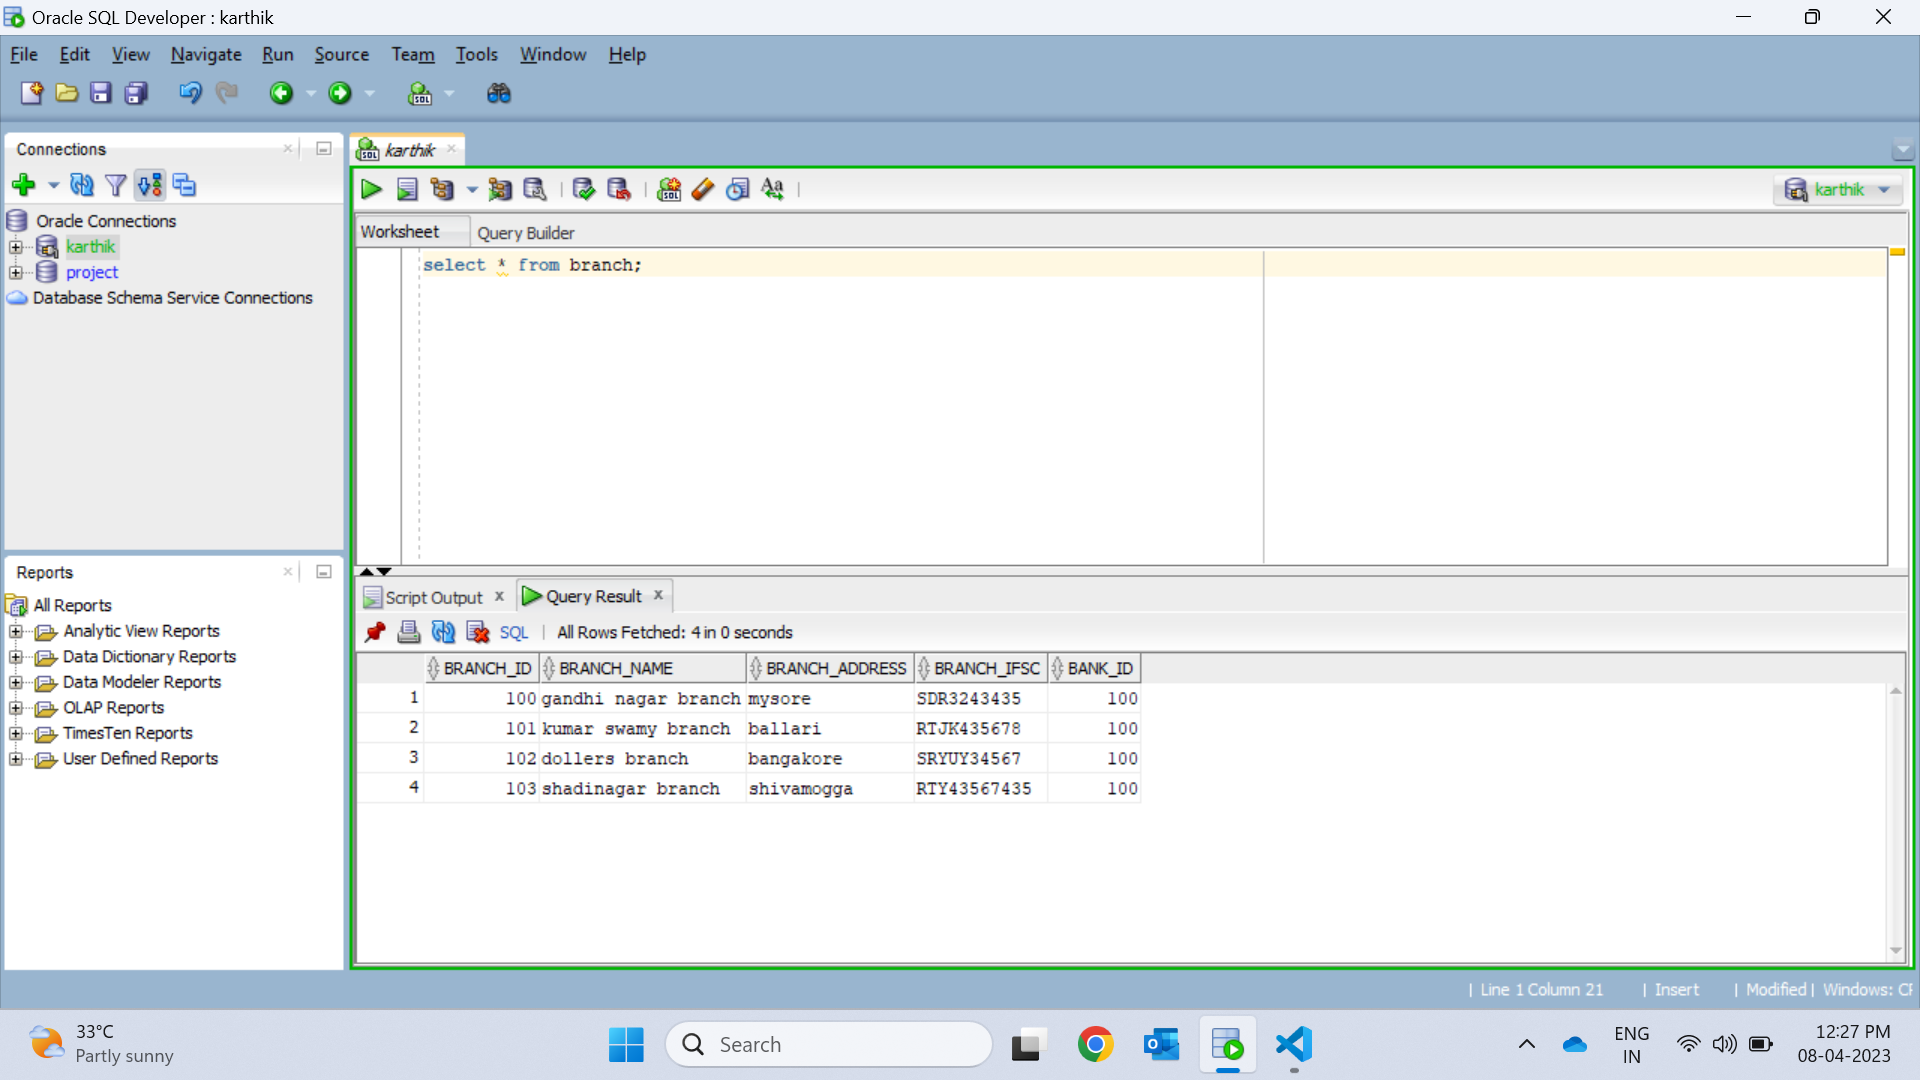 Oracle SQL Developer : karthik
File Edit View Navigate Run Source Team Tools Window Help
Connections
karthik
karthik
Oracle Connections
karthik
project
Database Schema Service Connections
Worksheet Query Builder
select * from branch;
Reports
All Reports
Analytic View Reports
Data Dictionary Reports
Data Modeler Reports
OLAP Reports
TimesTen Reports
User Defined Reports
Script Output Query Result
SQL All Rows Fetched: 4 in 0 seconds
BRANCH_ID BRANCH_NAME BRANCH_ADDRESS BRANCH_IFSC BANK_ID
1 100 gandhi nagar branch mysore SDR3243435 100
2 101 kumar swamy branch ballari RTJK435678 100
3 102 dollers branch bangakore SRYUY34567 100
4 103 shadinagar branch shivamogga RTY43567435 100
Line 1 Column 21 Insert Modified Windows: CF
33°C
Partly sunny
Search
ENG
IN
12:27 PM
08-04-2023